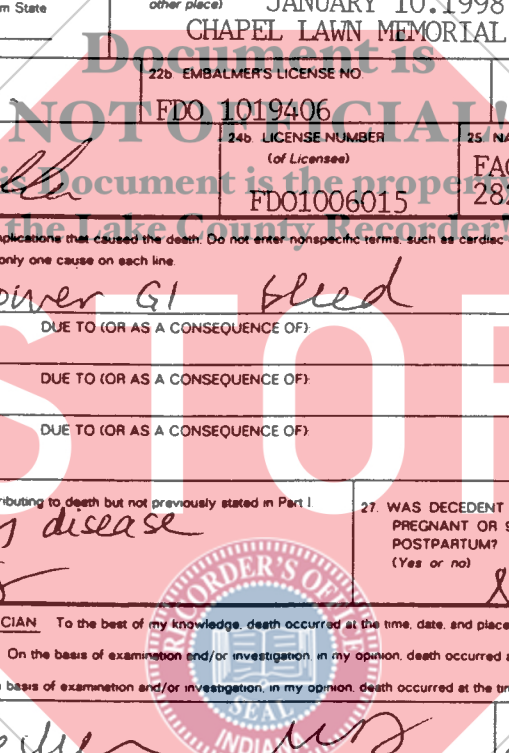 m State
other place)
JANUARY 10.1998
CHAPEL LAWN MEMORIAL
Document is
22b. EMBALMER'S LICENSE NO.
FDO 1019406
NOT OFFICIAL!
24b. LICENSE NUMBER
25. NA
(of Licensee)
FAC
is Document is the proper
FDO1006015
282
the Lake County Recorder!
mplications that caused the death. Do not enter nonspecific terms, such as cardiac
only one cause on each line.
ower GI bleed
DUE TO (OR AS A CONSEQUENCE OF):
STOP
DUE TO (OR AS A CONSEQUENCE OF):
DUE TO (OR AS A CONSEQUENCE OF):
ributing to death but not previously stated in Part I.
27. WAS DECEDENT
disease
PREGNANT OR 9
POSTPARTUM?
(Yes or no)
RECORDER'S OFFICE
CIAN To the best of my knowledge, death occurred at the time, date, and place
On the basis of examination and/or investigation, in my opinion, death occurred a
basis of examination and/or investigation, in my opinion, death occurred at the tim
SEAL
INDIANA